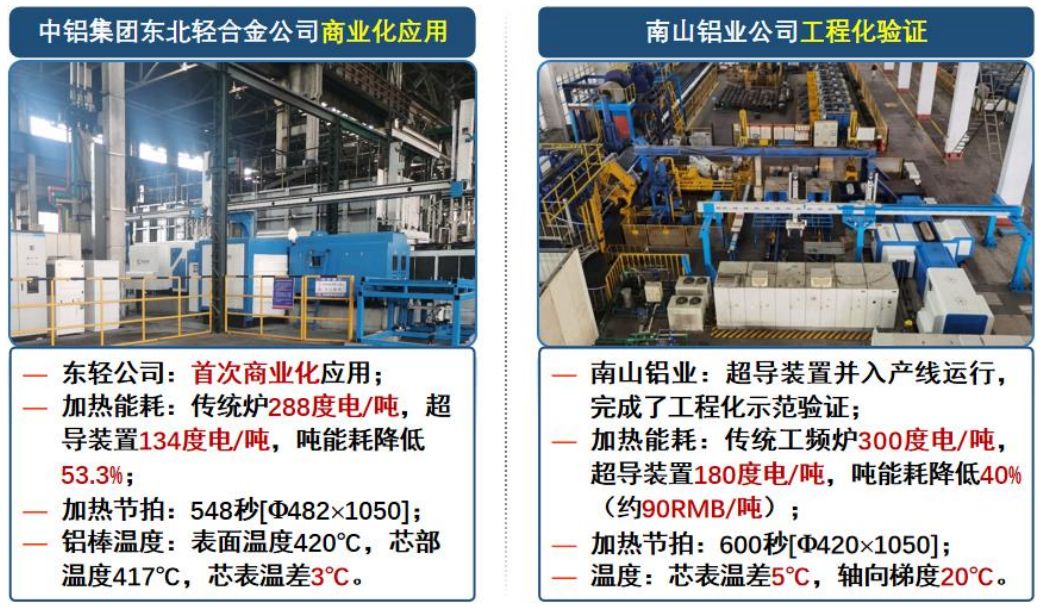 中铝集团东北轻合金公司商业化应用
— 东轻公司：首次商业化应用；
— 加热能耗：传统炉288度电/吨，超
导装置134度电/吨，吨能耗降低
53.3%；
— 加热节拍：548秒[Φ482×1050]；
— 铝棒温度：表面温度420℃，芯部
温度417℃，芯表温差3℃。
南山铝业公司工程化验证
— 南山铝业：超导装置并入产线运行，
完成了工程化示范验证；
— 加热能耗：传统工频炉300度电/吨，
超导装置180度电/吨，吨能耗降低40%
（约90RMB/吨）；
— 加热节拍：600秒[Φ420×1050]；
— 温度：芯表温差5℃，轴向梯度20℃。